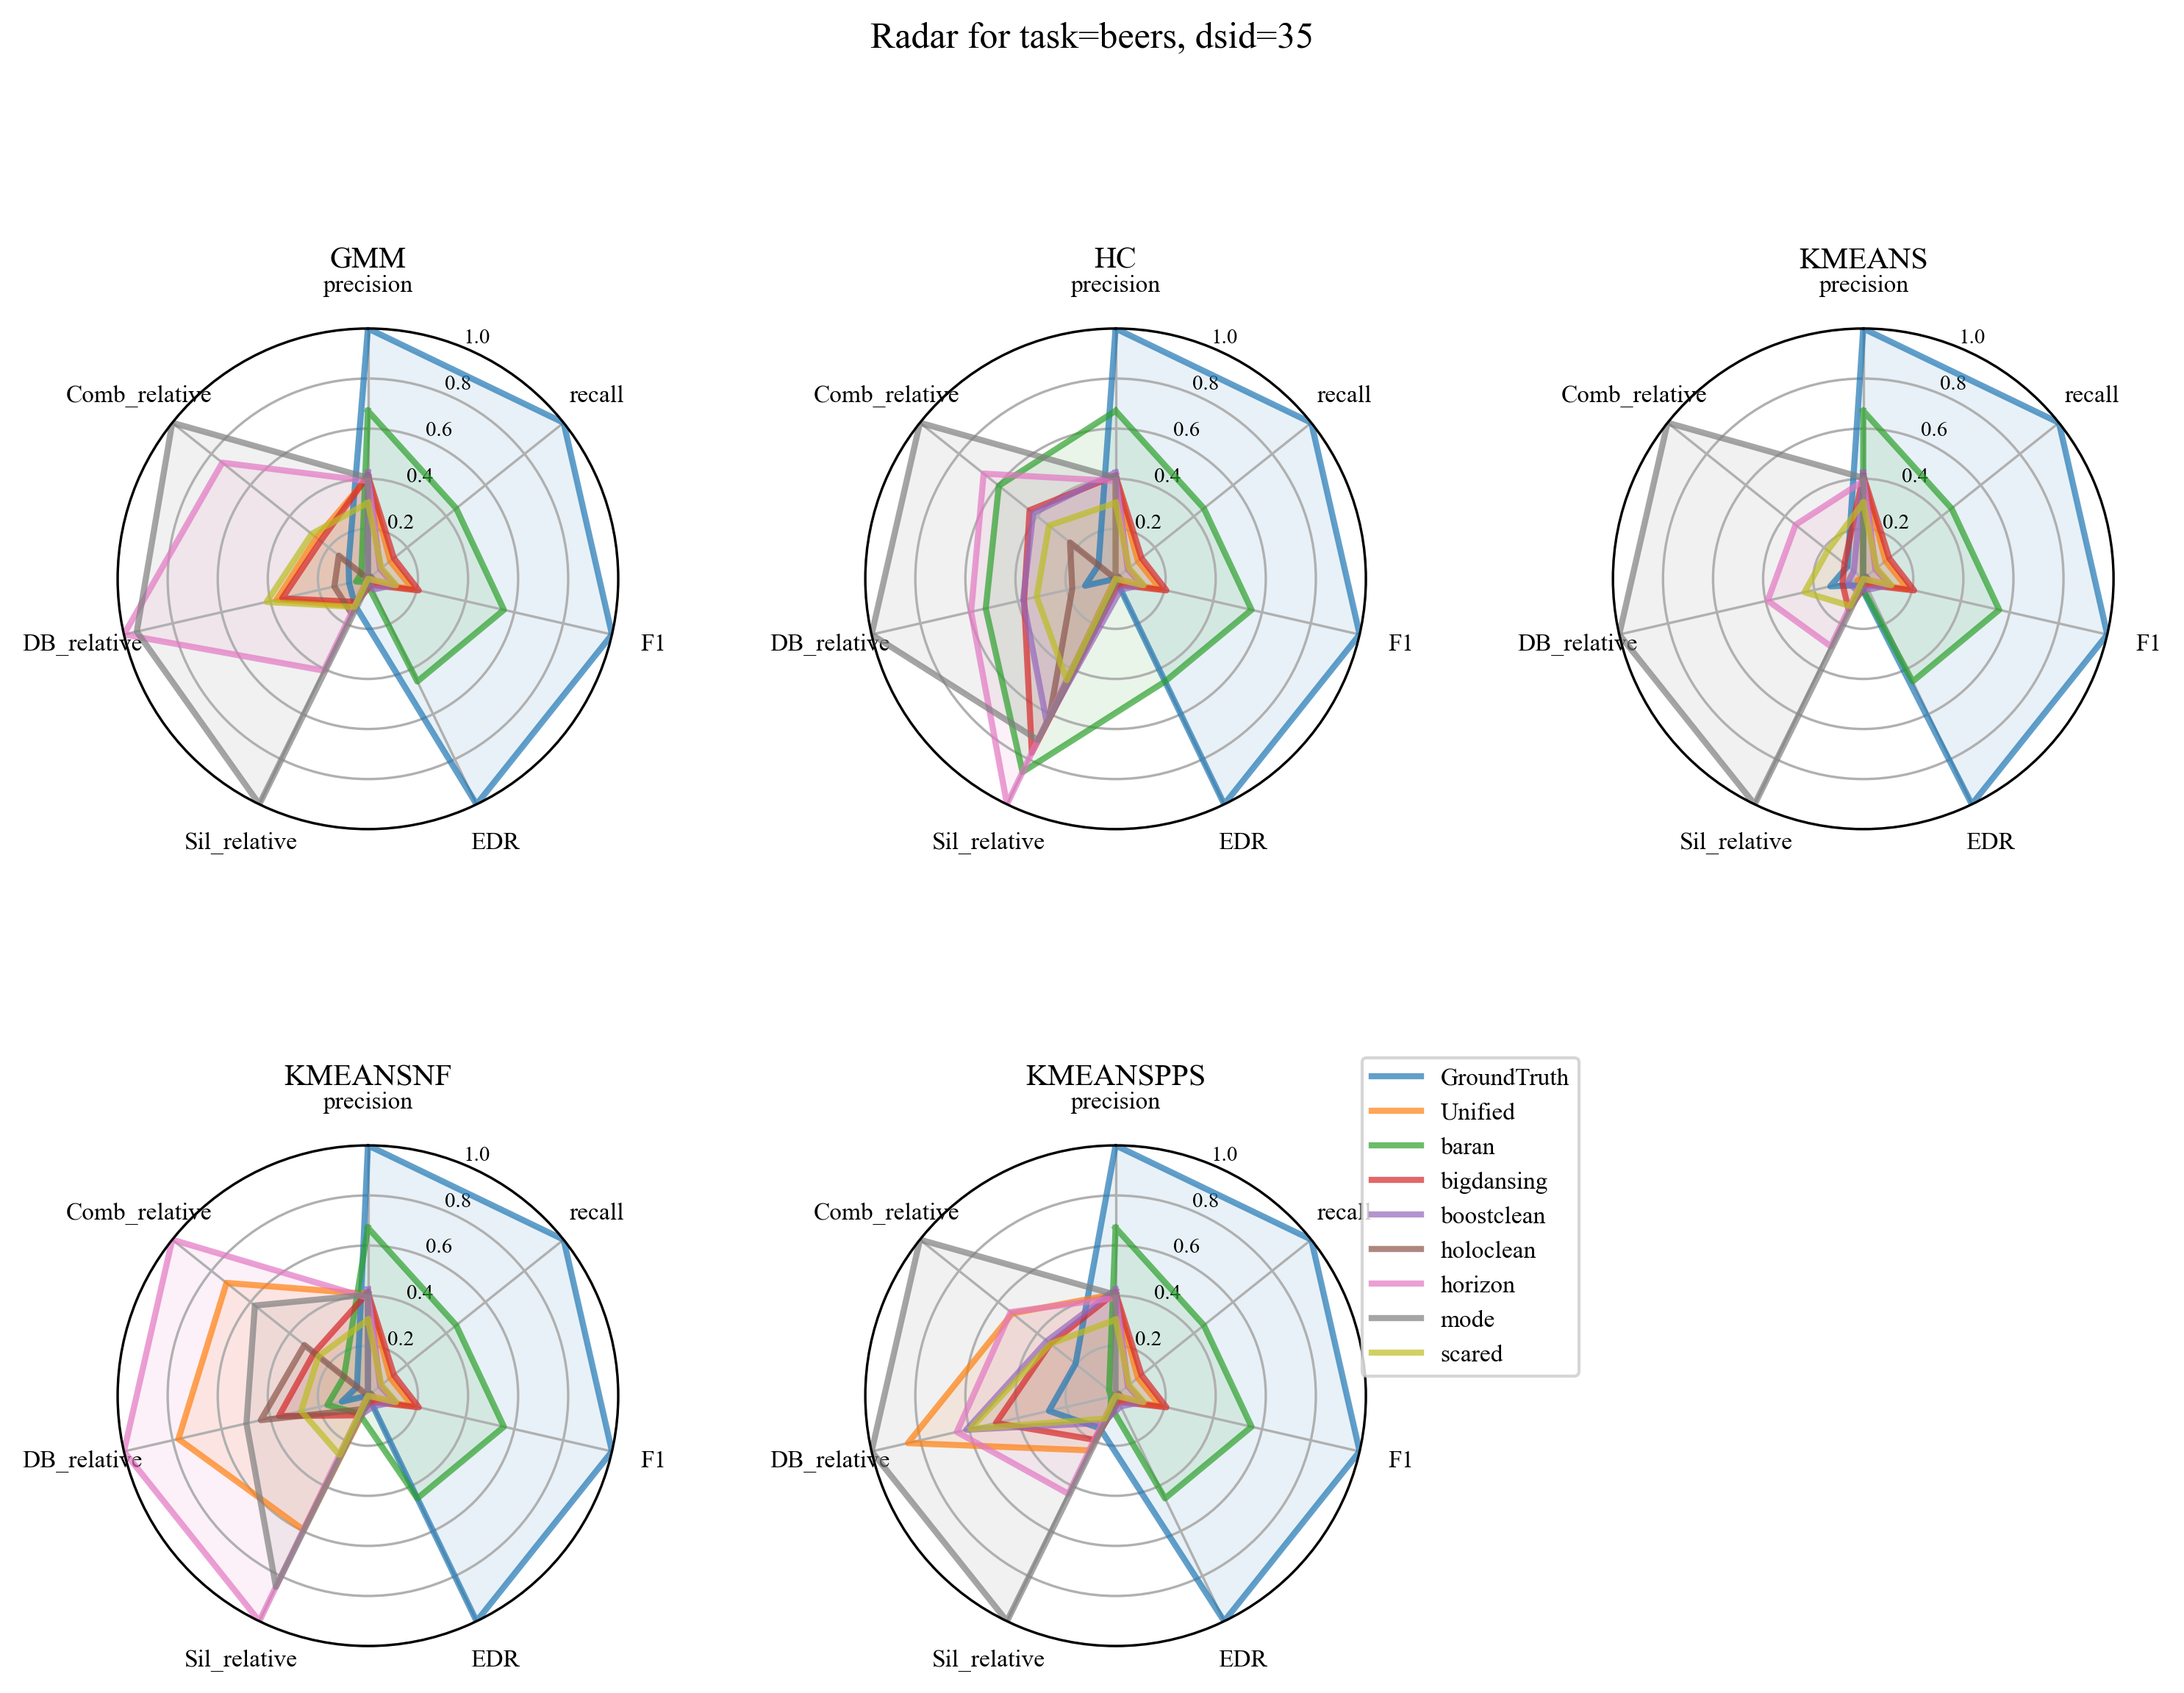 Radar for task=beers, dsid=35
GMM
precision
1.0
0.8
0.6
0.4
0.2
recall
Comb_relative
F1
DB_relative
Sil_relative
EDR
HC
precision
1.0
0.8
0.6
0.4
0.2
recall
Comb_relative
F1
DB_relative
Sil_relative
EDR
KMEANS
precision
1.0
0.8
0.6
0.4
0.2
recall
Comb_relative
F1
DB_relative
Sil_relative
EDR
KMEANSNF
precision
1.0
0.8
0.6
0.4
0.2
recall
Comb_relative
F1
DB_relative
Sil_relative
EDR
KMEANSPPS
precision
1.0
0.8
0.6
0.4
0.2
recall
Comb_relative
F1
DB_relative
Sil_relative
EDR
GroundTruth
Unified
baran
bigdansing
boostclean
holoclean
horizon
mode
scared